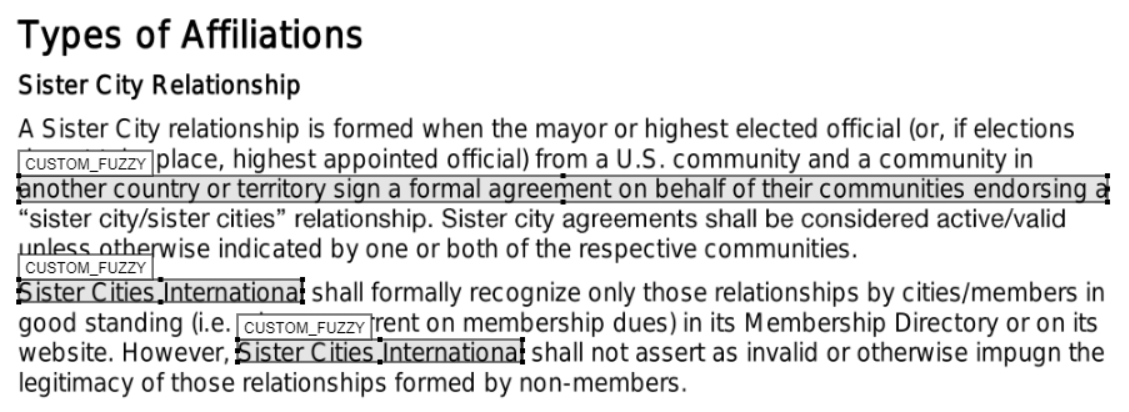 Types of Affiliations
Sister City Relationship
A Sister City relationship is formed when the mayor or highest elected official (or, if elections
CUSTOM_FUZZY place, highest appointed official) from a U.S. community and a community in
another country or territory sign a formal agreement on behalf of their communities endorsing a
“sister city/sister cities” relationship. Sister city agreements shall be considered active/valid
unless otherwise indicated by one or both of the respective communities.
CUSTOM_FUZZY
Sister Cities International shall formally recognize only those relationships by cities/members in
good standing (i.e. CUSTOM_FUZZY rent on membership dues) in its Membership Directory or on its
website. However, Sister Cities International shall not assert as invalid or otherwise impugn the
legitimacy of those relationships formed by non-members.